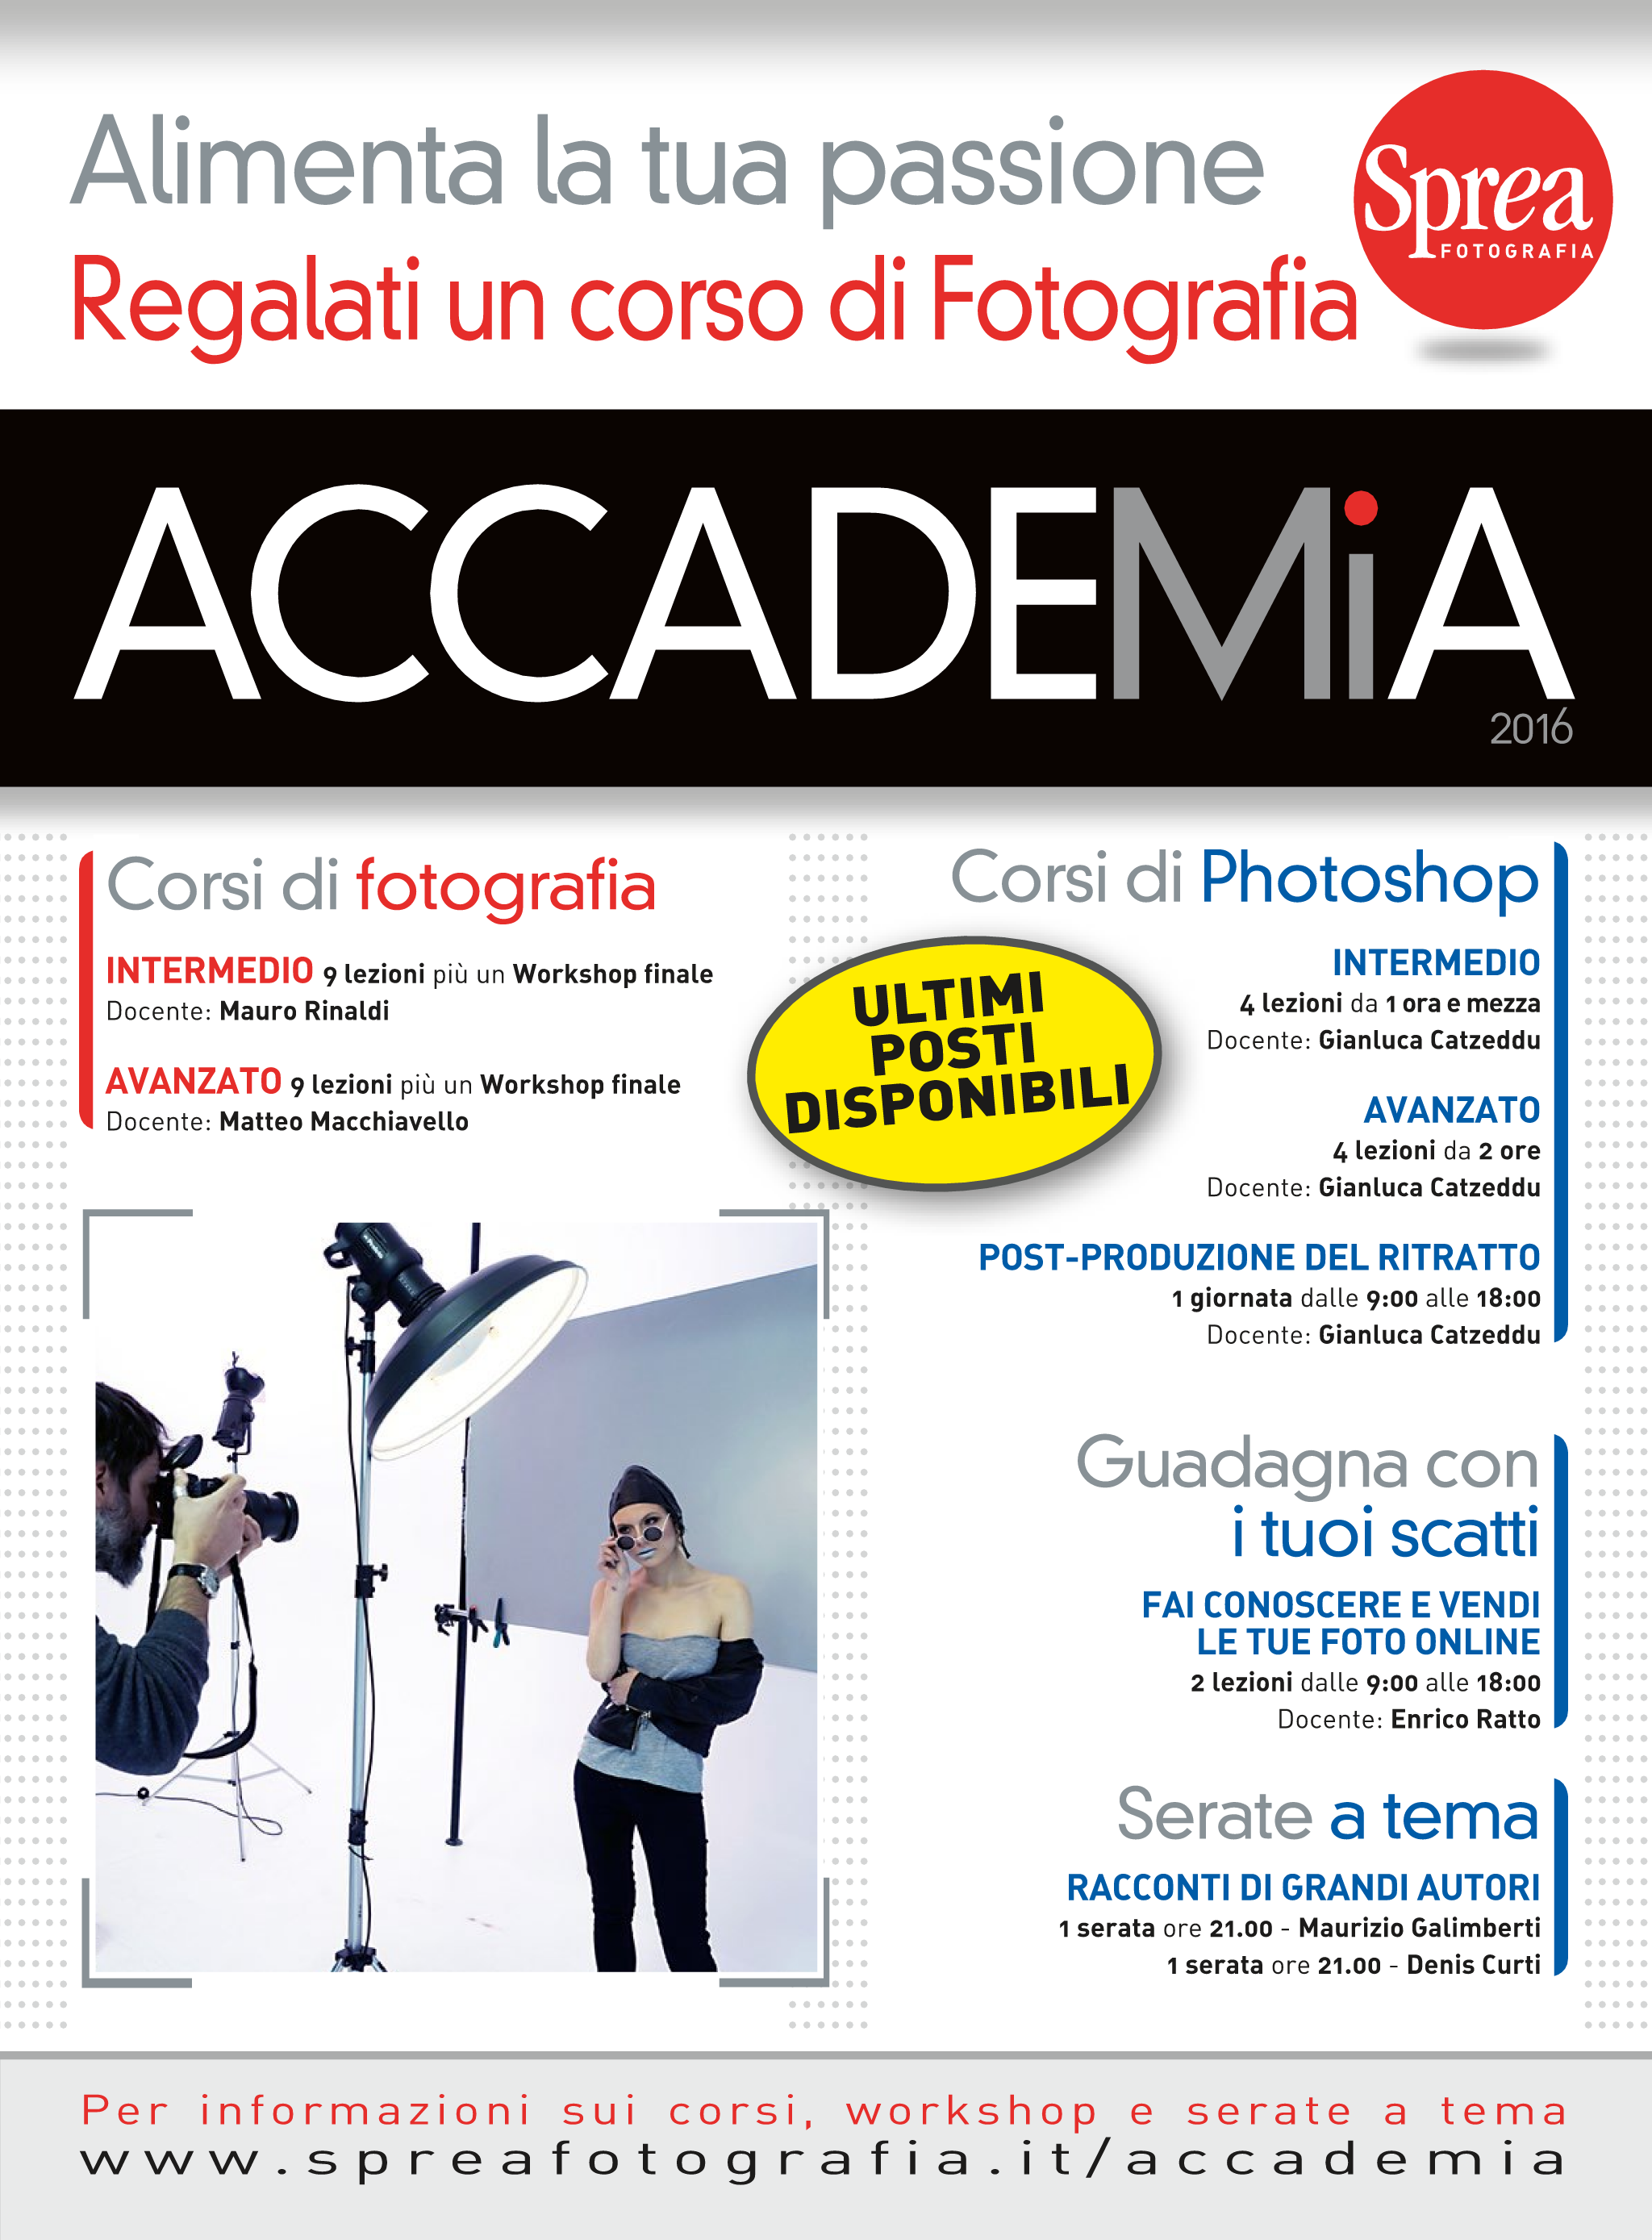 Alimenta la tua passione
Regalati un corso di Fotografia
Sprea
FOTOGRAFIA
ACCADEMiA
2016
Corsi di fotografia
INTERMEDIO 9 lezioni più un Workshop finale
Docente: Mauro Rinaldi
AVANZATO 9 lezioni più un Workshop finale
Docente: Matteo Macchiavello
ULTIMI
POSTI
DISPONIBILI
Corsi di Photoshop
INTERMEDIO
4 lezioni da 1 ora e mezza
Docente: Gianluca Catzeddu
AVANZATO
4 lezioni da 2 ore
Docente: Gianluca Catzeddu
POST-PRODUZIONE DEL RITRATTO
1 giornata dalle 9:00 alle 18:00
Docente: Gianluca Catzeddu
Guadagna con
i tuoi scatti
FAI CONOSCERE E VENDI
LE TUE FOTO ONLINE
2 lezioni dalle 9:00 alle 18:00
Docente: Enrico Ratto
Serate a tema
RACCONTI DI GRANDI AUTORI
1 serata ore 21.00 - Maurizio Galimberti
1 serata ore 21.00 - Denis Curti
Per informazioni sui corsi, workshop e serate a tema
www.spreafotografia.it/accademia